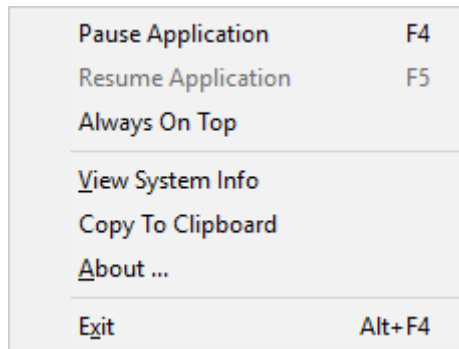 Pause Application F4
Resume Application F5
Always On Top
View System Info
Copy To Clipboard
About ...
Exit Alt+F4